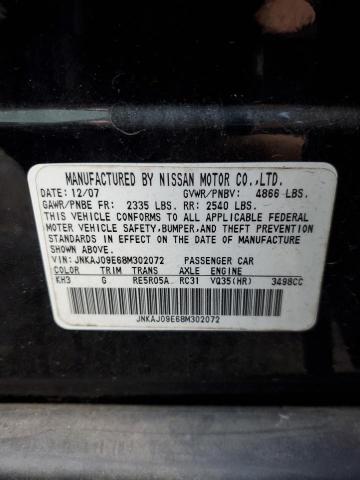 MANUFACTURED BY NISSAN MOTOR CO.,LTD.
DATE: 12/07 GVWR/PNBV: 4866 LBS.
GAWR/PNBE FR: 2335 LBS. RR: 2540 LBS.
THIS VEHICLE CONFORMS TO ALL APPLICABLE FEDERAL
MOTOR VEHICLE SAFETY,BUMPER, AND THEFT PREVENTION
STANDARDS IN EFFECT ON THE DATE OF MANUFACTURE
SHOWN ABOVE.
VIN: JNKAJ09E68M302072 PASSENGER CAR
COLOR TRIM TRANS AXLE ENGINE
KH3 G RE5R05A RC31 VQ35(HR) 3498CC
JNKAJ09E68M302072